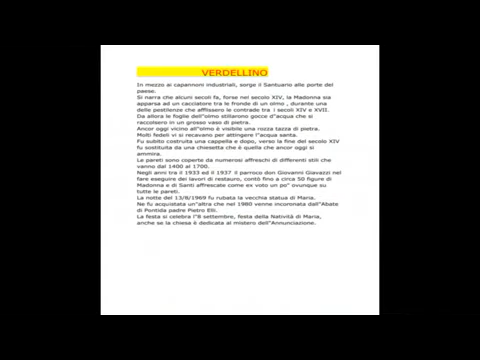 VERDELLINO
In mezzo ai capannoni industriali, sorge il Santuario alle porte del
paese.
Si narra che alcuni secoli fa, forse nel secolo XIV, la Madonna sia
apparsa ad un cacciatore tra le fronde di un olmo , durante una
delle pestilenze che afflissero le contrade tra i secoli XIV e XVII.
Da allora le foglie dell"olmo stillarono gocce d"acqua che si
raccolsero in un grosso vaso di pietra.
Ancor oggi vicino all"olmo è visibile una rozza tazza di pietra.
Molti fedeli vi si recavano per attingere l"acqua santa.
Fu subito costruita una cappella e dopo, verso la fine del secolo XIV
fu sostituita da una chiesetta che è quella che ancor oggi si
ammira.
Le pareti sono coperte da numerosi affreschi di differenti stili che
vanno dal 1400 al 1700.
Negli anni tra il 1933 ed il 1937 il parroco don Giovanni Giavazzi nel
fare eseguire dei lavori di restauro, contò fino a circa 50 figure di
Madonna e di Santi affrescate come ex voto un po" ovunque su
tutte le pareti.
La notte del 13/8/1969 fu rubata la vecchia statua di Maria.
Ne fu acquistata un"altra che nel 1980 venne incoronata dall"Abate
di Pontida padre Pietro Elli.
La festa si celebra l"8 settembre, festa della Natività di Maria,
anche se la chiesa è dedicata al mistero dell"Annunciazione.